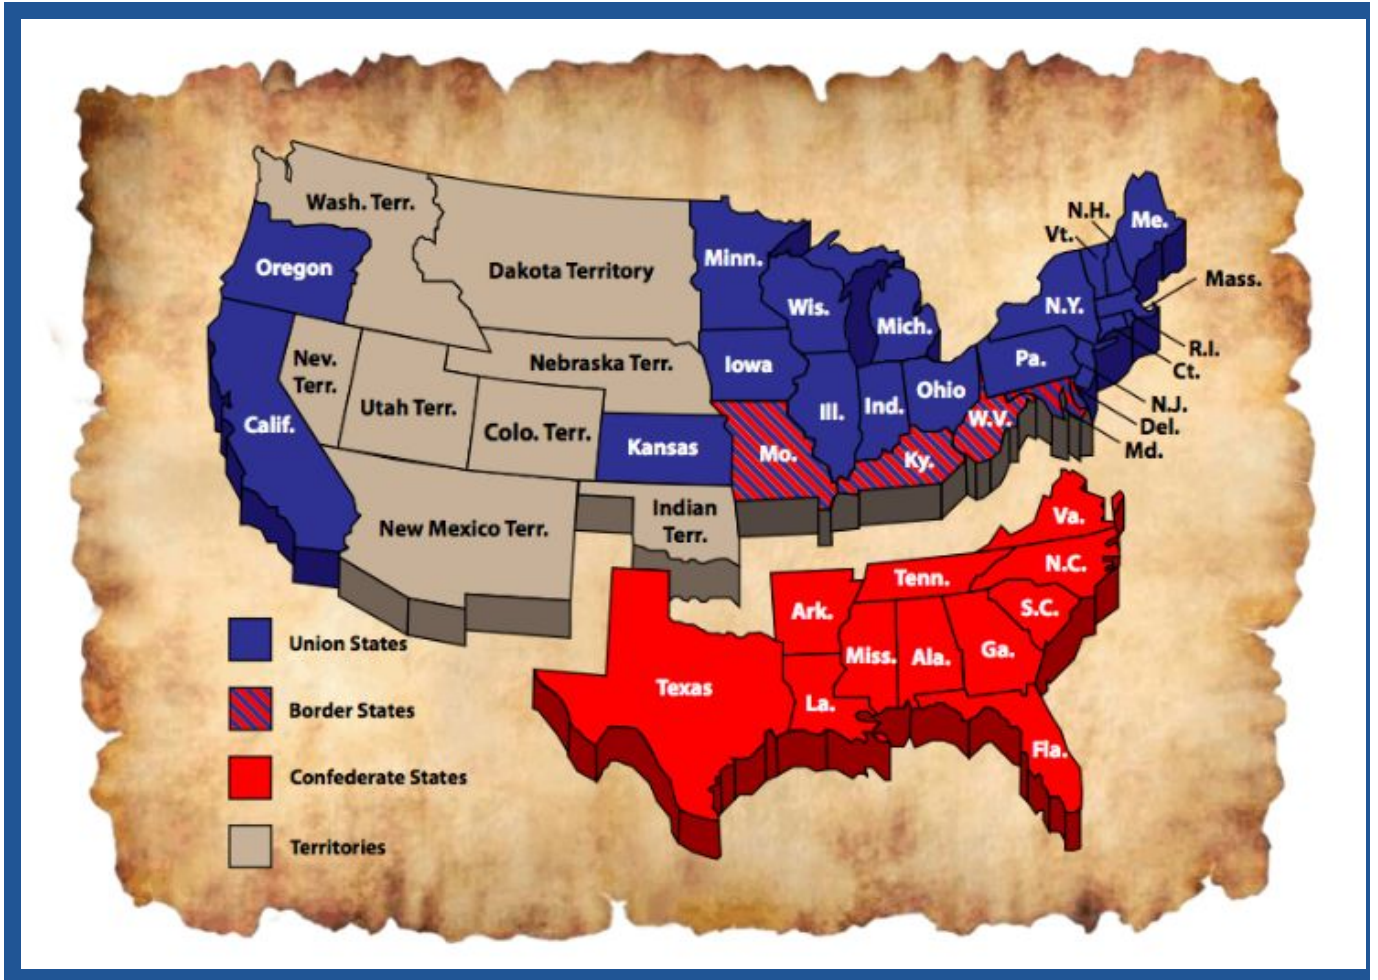 Wash. Terr.
Oregon
Dakota Territory
Minn.
Wis.
Mich.
N.H.
Vt.
Me.
Mass.
N.Y.
R.I.
Ct.
Pa.
N.J.
Del.
Md.
Nev.
Terr.
Utah Terr.
Nebraska Terr.
Iowa
Ill.
Ind.
Ohio
W.V.
Calif.
Colo. Terr.
Kansas
Mo.
Ky.
New Mexico Terr.
Indian
Terr.
Va.
N.C.
Tenn.
S.C.
Ark.
Miss.
Ala.
Ga.
Texas
La.
Fla.
Union States
Border States
Confederate States
Territories